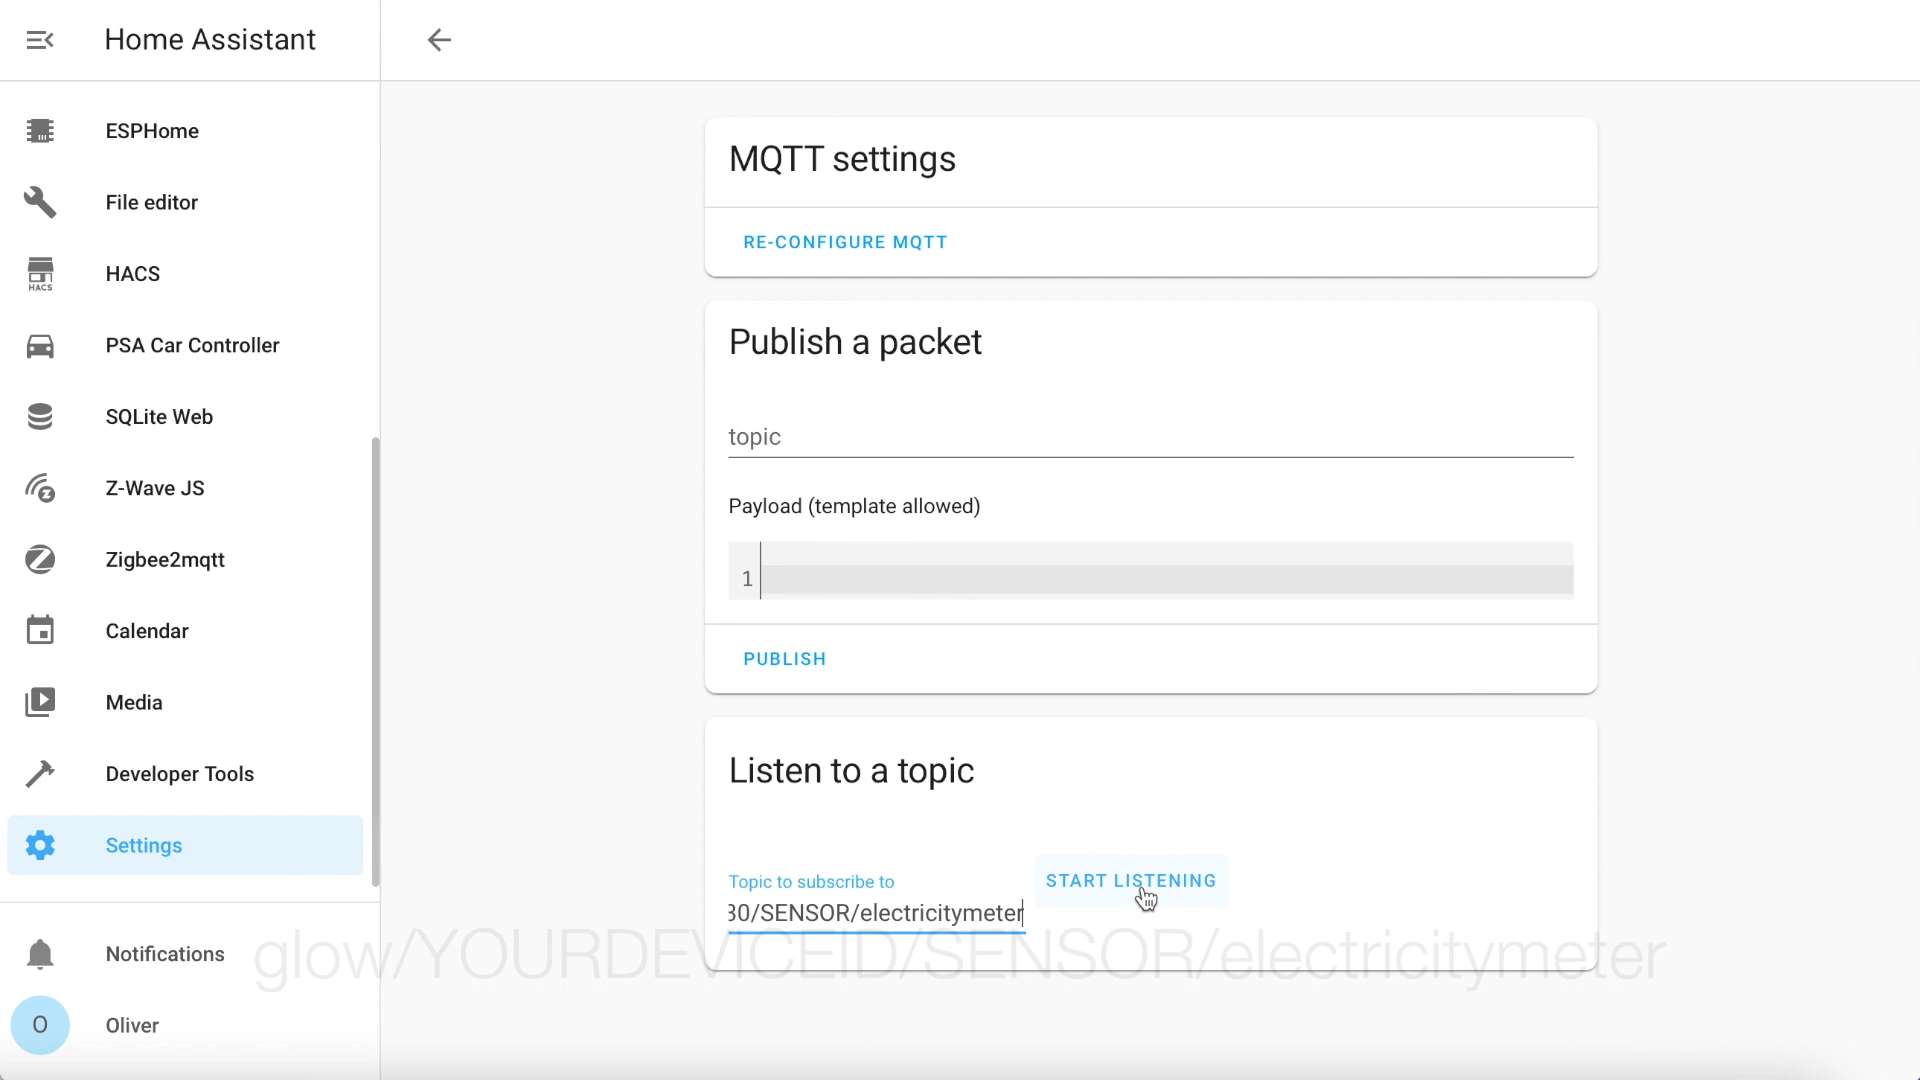 Home Assistant
ESPHome
File editor
HACS
HACS
PSA Car Controller
SQLite Web
Z-Wave JS
Zigbee2mqtt
Calendar
Media
Developer Tools
Settings
Notifications
O
Oliver
MQTT settings
RE-CONFIGURE MQTT
Publish a packet
topic
Payload (template allowed)
1
PUBLISH
Listen to a topic
Topic to subscribe to
30/SENSOR/electricitymeter
START LISTENING
glow/YOURDEVICEID/SENSOR/electricitymeter